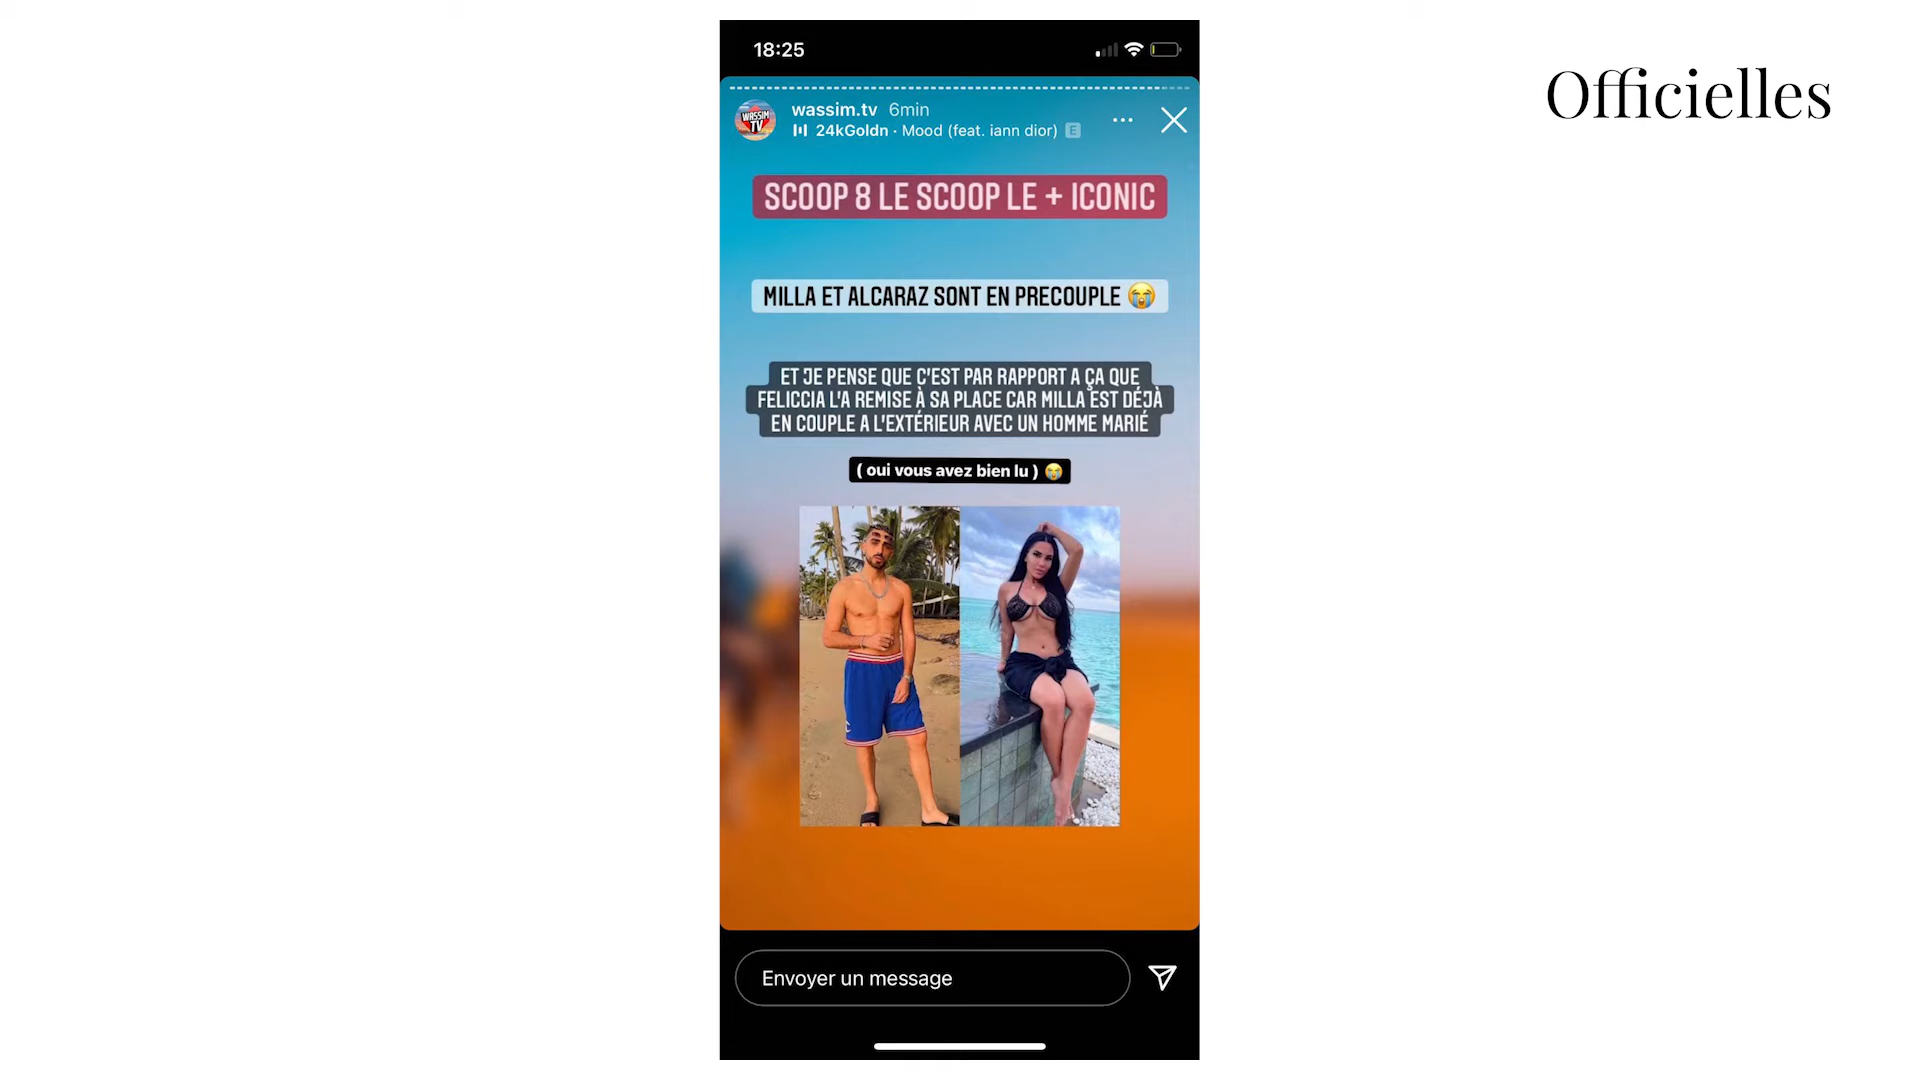 Officielles
18:25
WASSIM
TV
wassim.tv 6min
24kGoldn · Mood (feat. iann dior) E
SCOOP 8 LE SCOOP LE + ICONIC
MILLA ET ALCARAZ SONT EN PRECOUPLE 😭
ET JE PENSE QUE C'EST PAR RAPPORT A ÇA QUE
FELICCIA L'A REMISE À SA PLACE CAR MILLA EST DÉJÀ
EN COUPLE A L'EXTÉRIEUR AVEC UN HOMME MARIÉ
( oui vous avez bien lu ) 😭
Envoyer un message